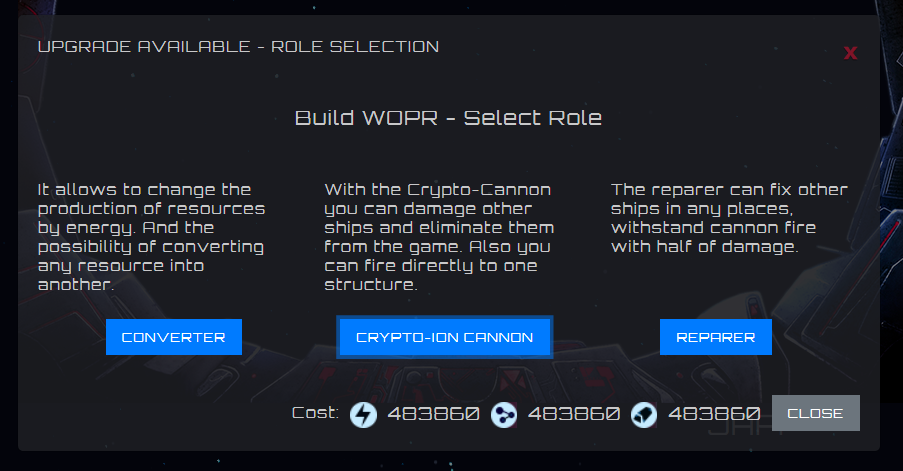 UPGRADE AVAILABLE - ROLE SELECTION
X
Build WOPR - Select Role
It allows to change the
production of resources
by energy. And the
possibility of converting
any resource into
another.
With the Crypto-Cannon
you can damage other
ships and eliminate them
from the game. Also you
can fire directly to one
structure.
The reparer can fix other
ships in any places,
withstand cannon fire
with half of damage.
CONVERTER
CRYPTO-ION CANNON
REPARER
Cost: 483860 483860 483860
CLOSE